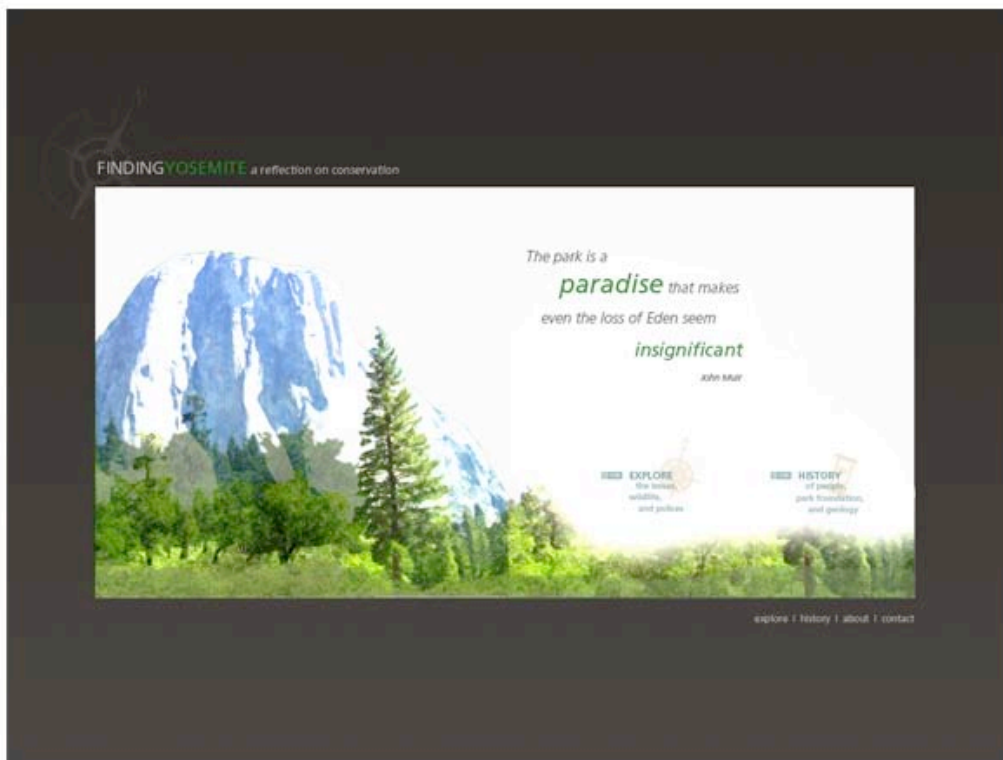 FINDINGYOSEMITE a reflection on conservation
The park is a
paradise that makes
even the loss of Eden seem
insignificant
John Muir
EXPLORE
the issue,
wildlife,
and polices
HISTORY
of people,
park foundation,
and geology
explore | history | about | contact